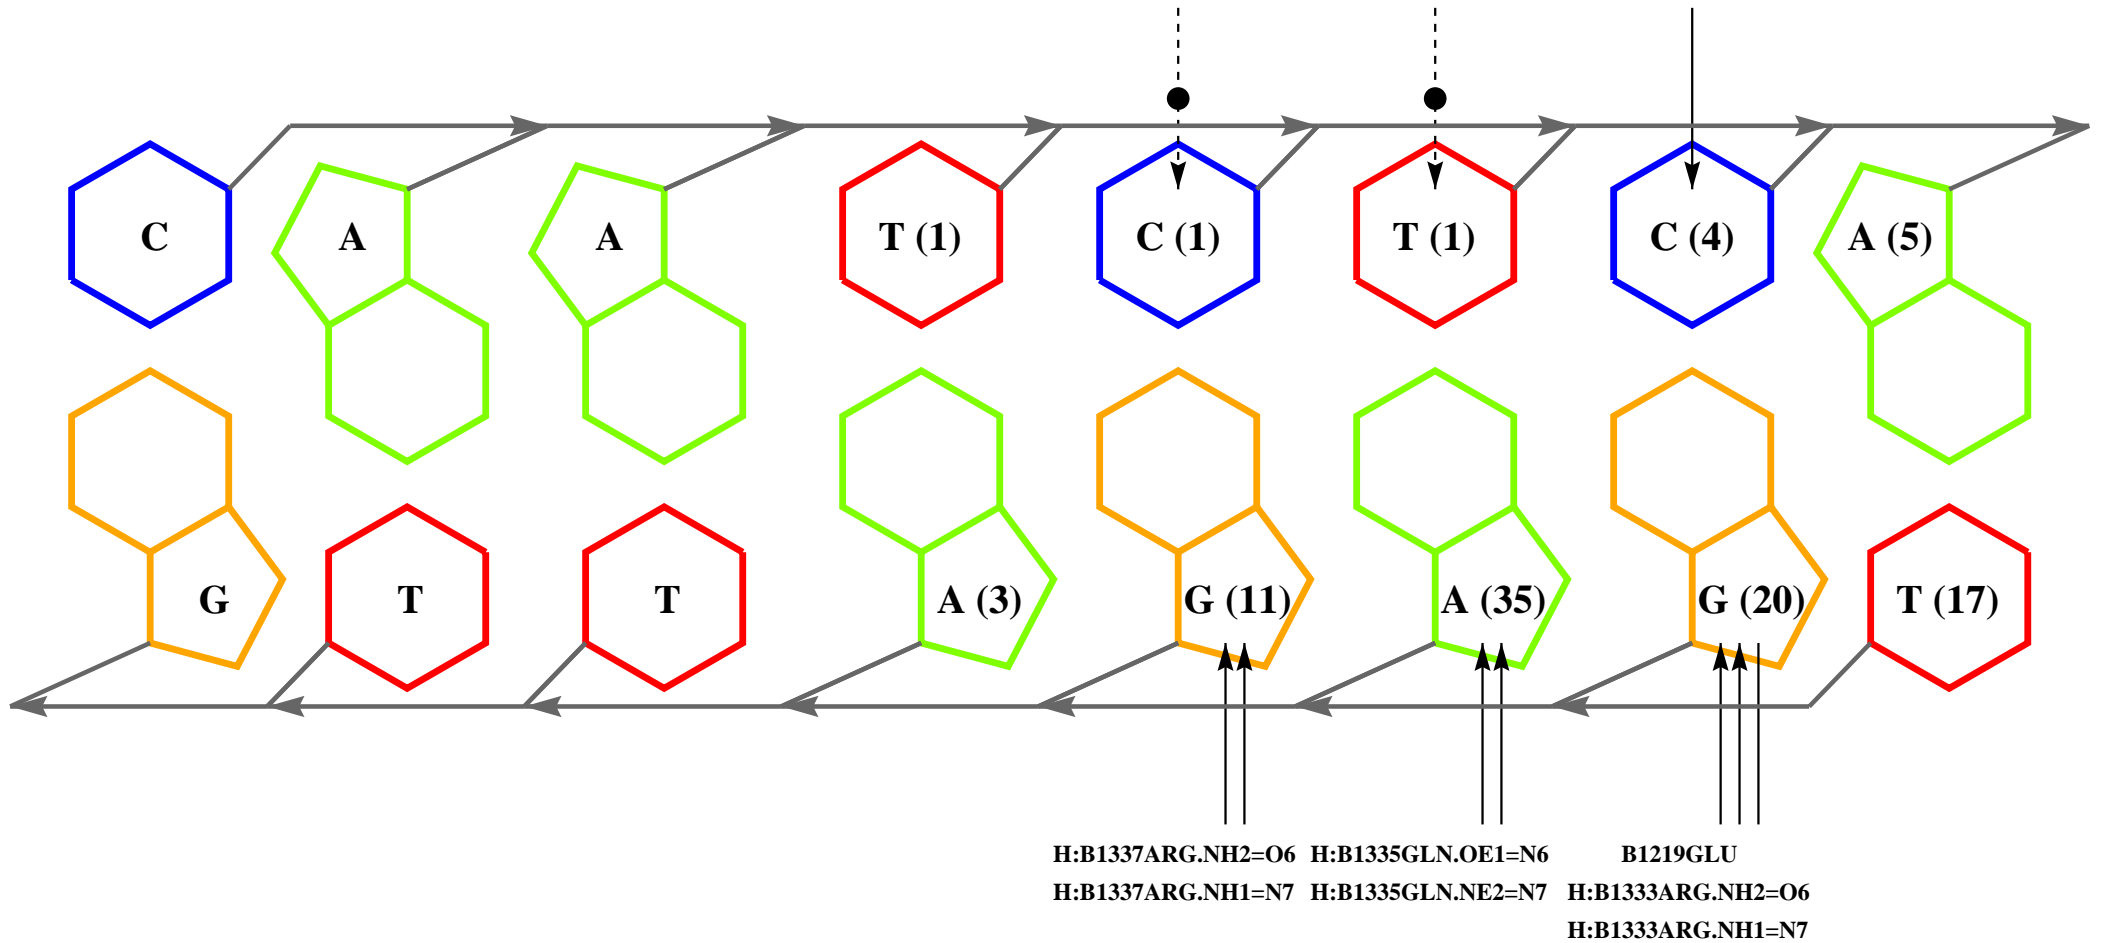 C A A T (1) C (1) T (1) C (4) A (5)
G T T A (3) G (11) A (35) G (20) T (17)
H:B1337ARG.NH2=O6 H:B1335GLN.OE1=N6 B1219GLU
H:B1337ARG.NH1=N7 H:B1335GLN.NE2=N7 H:B1333ARG.NH2=O6
H:B1333ARG.NH1=N7